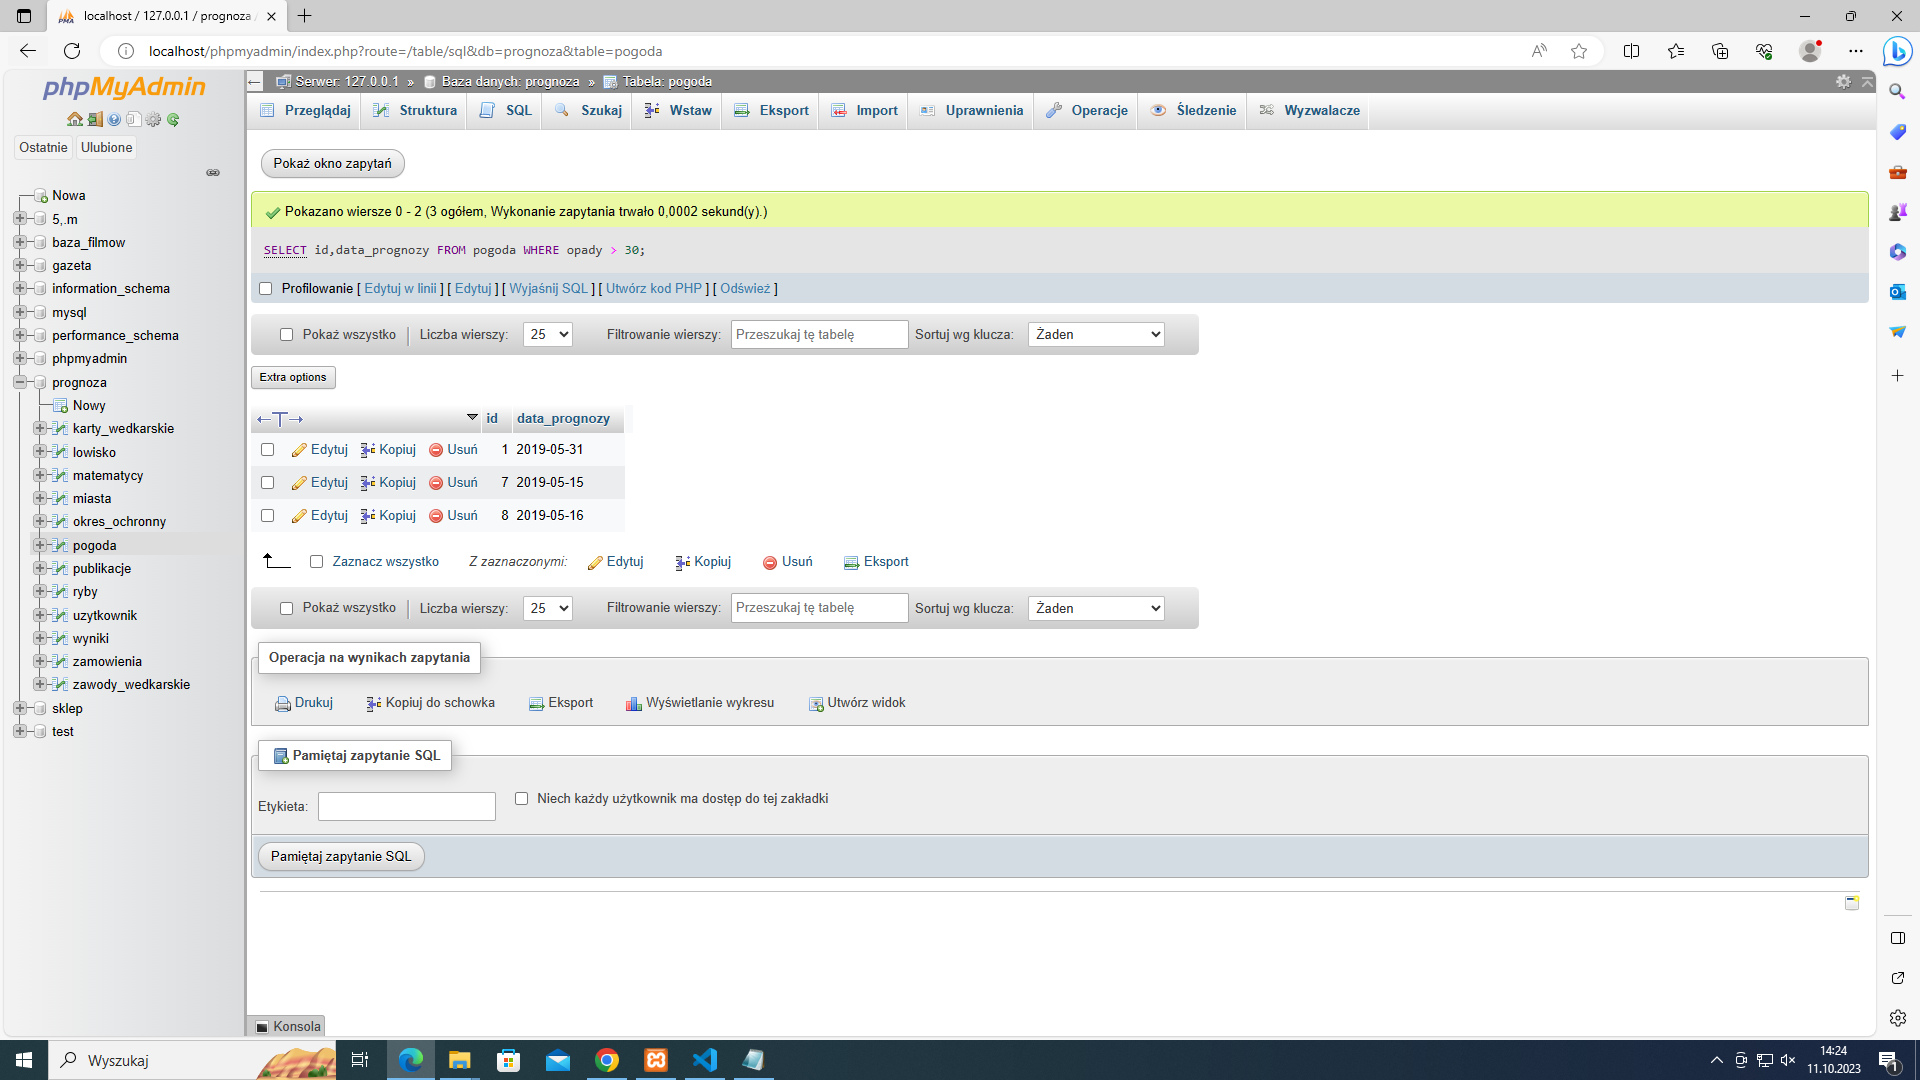 localhost / 127.0.0.1 / prognoza /
localhost/phpmyadmin/index.php?route=/table/sql&db=prognoza&table=pogoda
phpMyAdmin
Ostatnie Ulubione
Nowa
5,.m
baza_filmow
gazeta
information_schema
mysql
performance_schema
phpmyadmin
prognoza
Nowy
karty_wedkarskie
lowisko
matematycy
miasta
okres_ochronny
pogoda
publikacje
ryby
uzytkownik
wyniki
zamowienia
zawody_wedkarskie
sklep
test
Serwer: 127.0.0.1 » Baza danych: prognoza » Tabela: pogoda
Przeglądaj Struktura SQL Szukaj Wstaw Eksport Import Uprawnienia Operacje Śledzenie Wyzwalacze
Pokaż okno zapytań
Pokazano wiersze 0 - 2 (3 ogółem, Wykonanie zapytania trwało 0,0002 sekund(y).)
SELECT id,data_prognozy FROM pogoda WHERE opady > 30;
Profilowanie [ Edytuj w linii ] [ Edytuj ] [ Wyjaśnij SQL ] [ Utwórz kod PHP ] [ Odśwież ]
Pokaż wszystko Liczba wierszy: 25 Filtrowanie wierszy: Przeszukaj tę tabelę Sortuj wg klucza: Żaden
Extra options
←T→ id data_prognozy
Edytuj Kopiuj Usuń 1 2019-05-31
Edytuj Kopiuj Usuń 7 2019-05-15
Edytuj Kopiuj Usuń 8 2019-05-16
Zaznacz wszystko Z zaznaczonymi: Edytuj Kopiuj Usuń Eksport
Pokaż wszystko Liczba wierszy: 25 Filtrowanie wierszy: Przeszukaj tę tabelę Sortuj wg klucza: Żaden
Operacja na wynikach zapytania
Drukuj Kopiuj do schowka Eksport Wyświetlanie wykresu Utwórz widok
Pamiętaj zapytanie SQL
Etykieta: Niech każdy użytkownik ma dostęp do tej zakładki
Pamiętaj zapytanie SQL
Konsola
Wyszukaj
14:24
11.10.2023
1